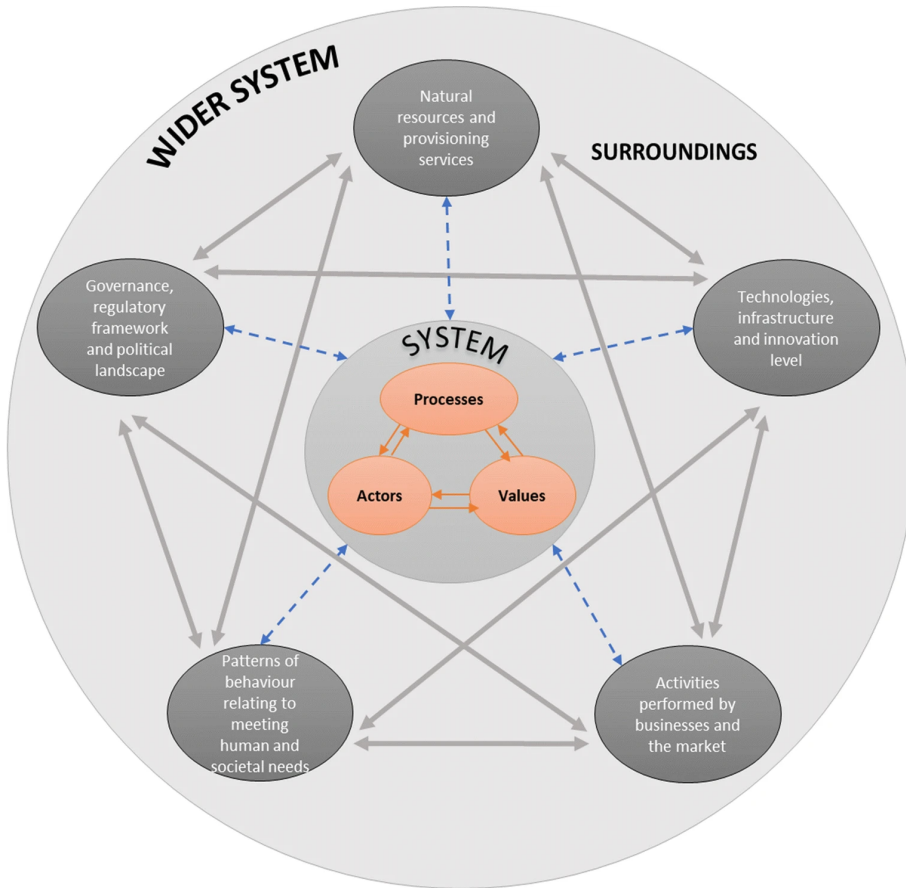 WIDER SYSTEM
Natural
resources and
provisioning
services
SURROUNDINGS
Governance,
regulatory
framework
and political
landscape
Technologies,
infrastructure
and innovation
level
SYSTEM
Processes
Actors
Values
Patterns of
behaviour
relating to
meeting
human and
societal needs
Activities
performed by
businesses and
the market